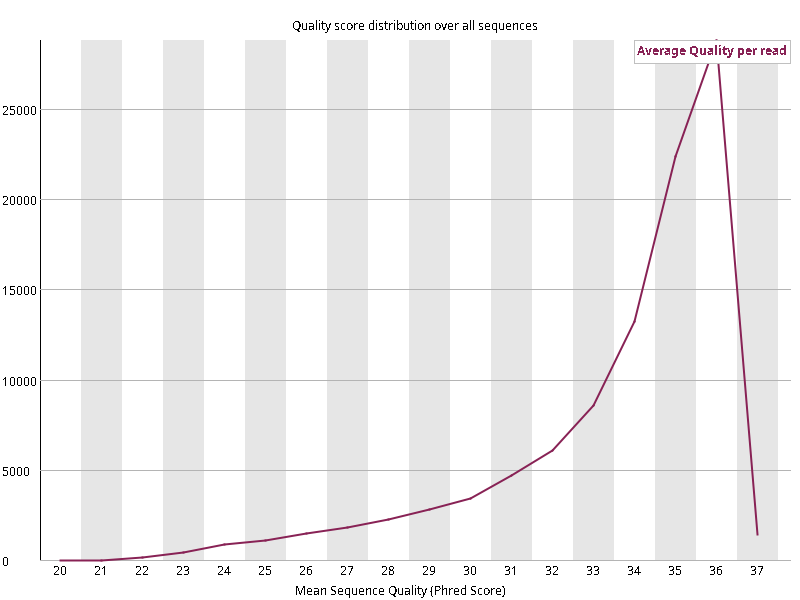 Quality score distribution over all sequences
Average Quality per read
25000
20000
15000
10000
5000
0
20 21 22 23 24 25 26 27 28 29 30 31 32 33 34 35 36 37
Mean Sequence Quality (Phred Score)